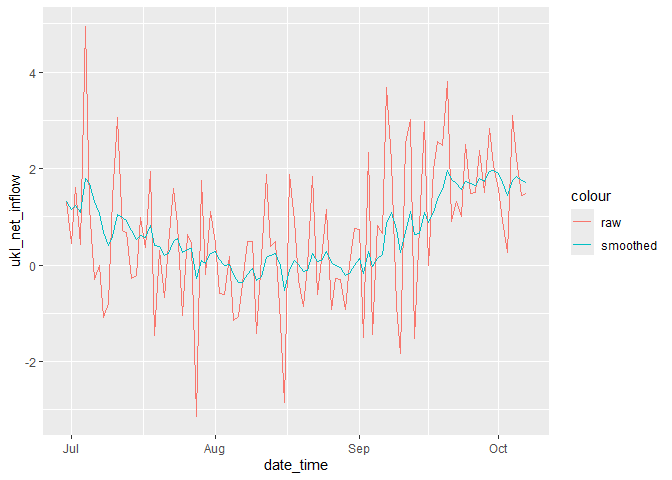 4
2
0
-2
ukl_net_inflow
Jul
Aug
Sep
Oct
date_time
colour
raw
smoothed